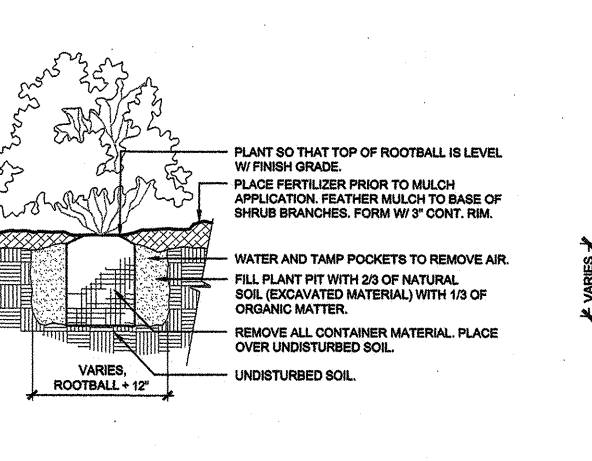 PLANT SO THAT TOP OF ROOTBALL IS LEVEL
W/ FINISH GRADE.
PLACE FERTILIZER PRIOR TO MULCH
APPLICATION. FEATHER MULCH TO BASE OF
SHRUB BRANCHES. FORM W/ 3" CONT. RIM.
WATER AND TAMP POCKETS TO REMOVE AIR.
FILL PLANT PIT WITH 2/3 OF NATURAL
SOIL (EXCAVATED MATERIAL) WITH 1/3 OF
ORGANIC MATTER.
REMOVE ALL CONTAINER MATERIAL. PLACE
OVER UNDISTURBED SOIL.
UNDISTURBED SOIL.
VARIES,
ROOTBALL + 12"
VARIES